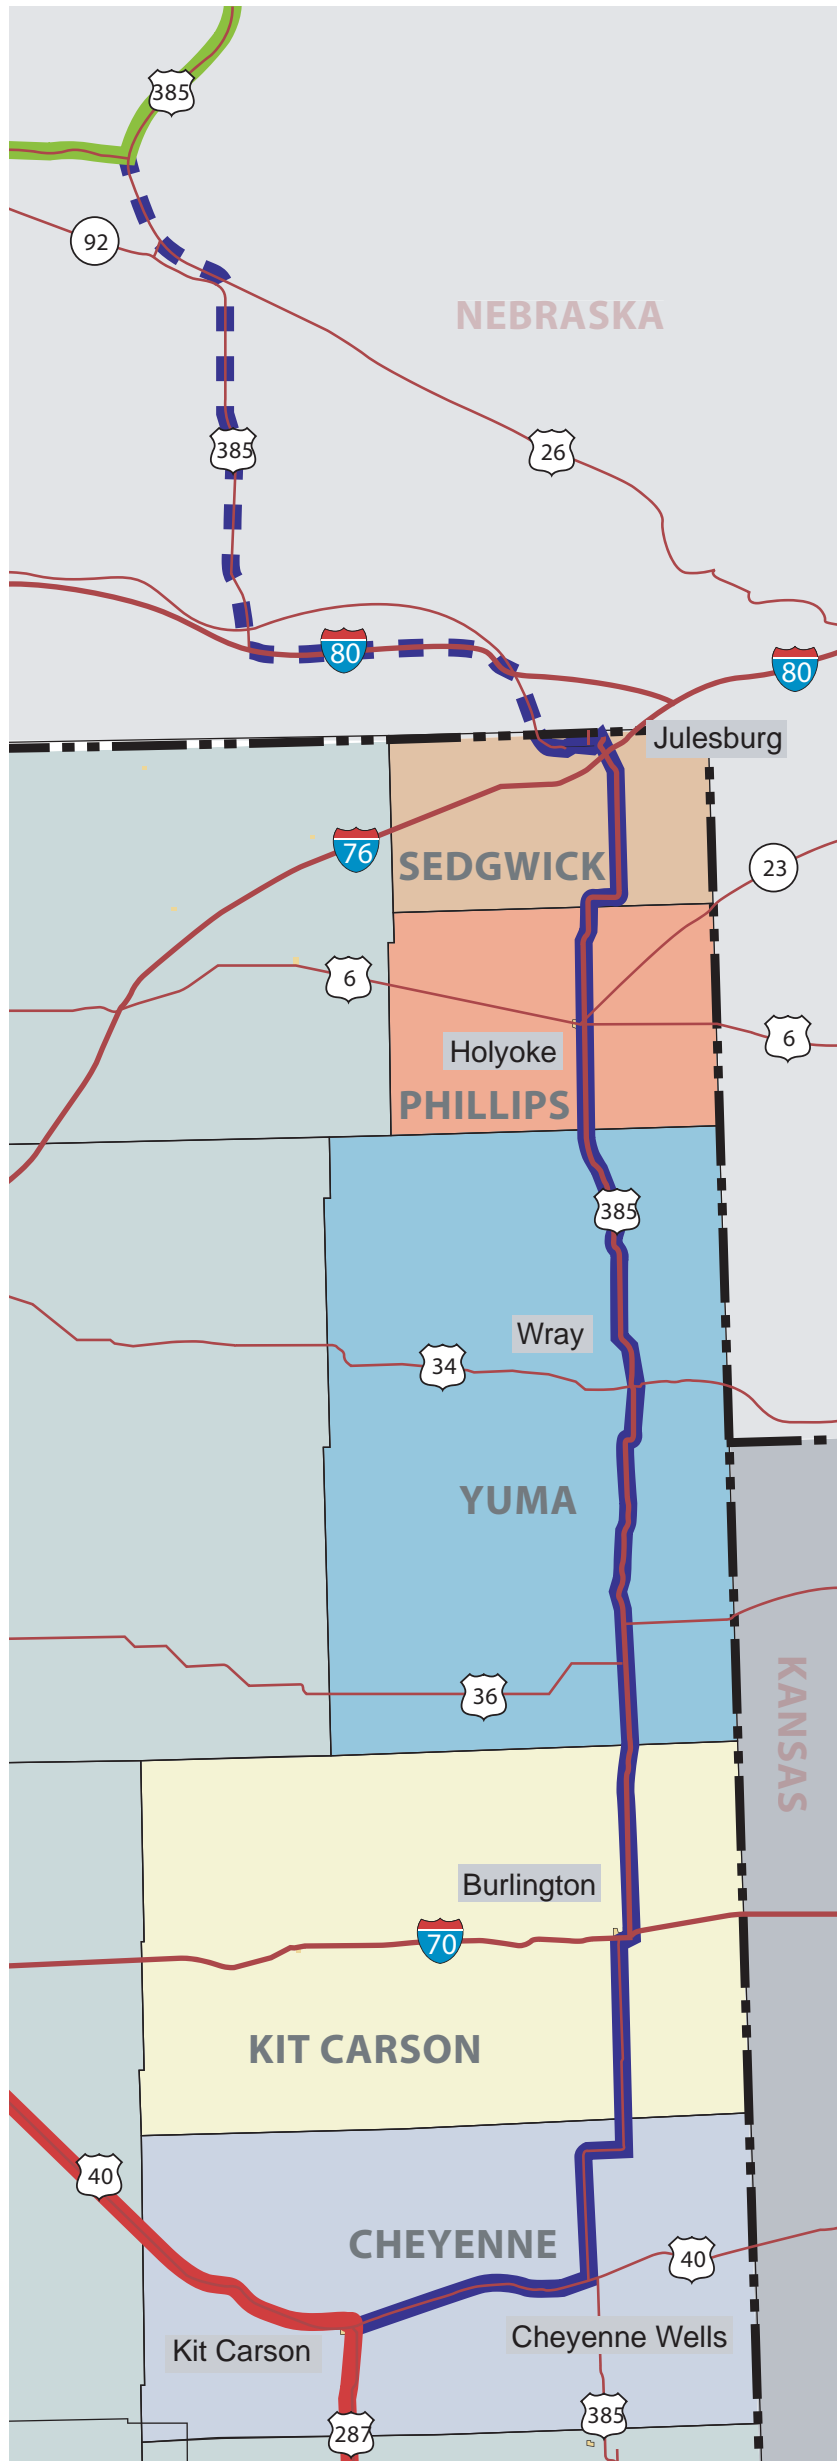 385
92
NEBRASKA
385
26
80
80
Julesburg
76
SEDGWICK
23
6
6
Holyoke
PHILLIPS
385
Wray
34
YUMA
36
KANSAS
Burlington
70
KIT CARSON
40
CHEYENNE
40
Cheyenne Wells
Kit Carson
385
287